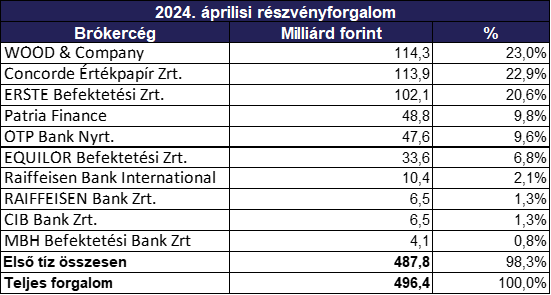 2024. áprilisi részvényforgalom
Brókercég Milliárd forint %
WOOD & Company 114,3 23,0%
Concorde Értékpapír Zrt. 113,9 22,9%
ERSTE Befektetési Zrt. 102,1 20,6%
Patria Finance 48,8 9,8%
OTP Bank Nyrt. 47,6 9,6%
EQUILOR Befektetési Zrt. 33,6 6,8%
Raiffeisen Bank International 10,4 2,1%
RAIFFEISEN Bank Zrt. 6,5 1,3%
CIB Bank Zrt. 6,5 1,3%
MBH Befektetési Bank Zrt 4,1 0,8%
Első tíz összesen 487,8 98,3%
Teljes forgalom 496,4 100,0%